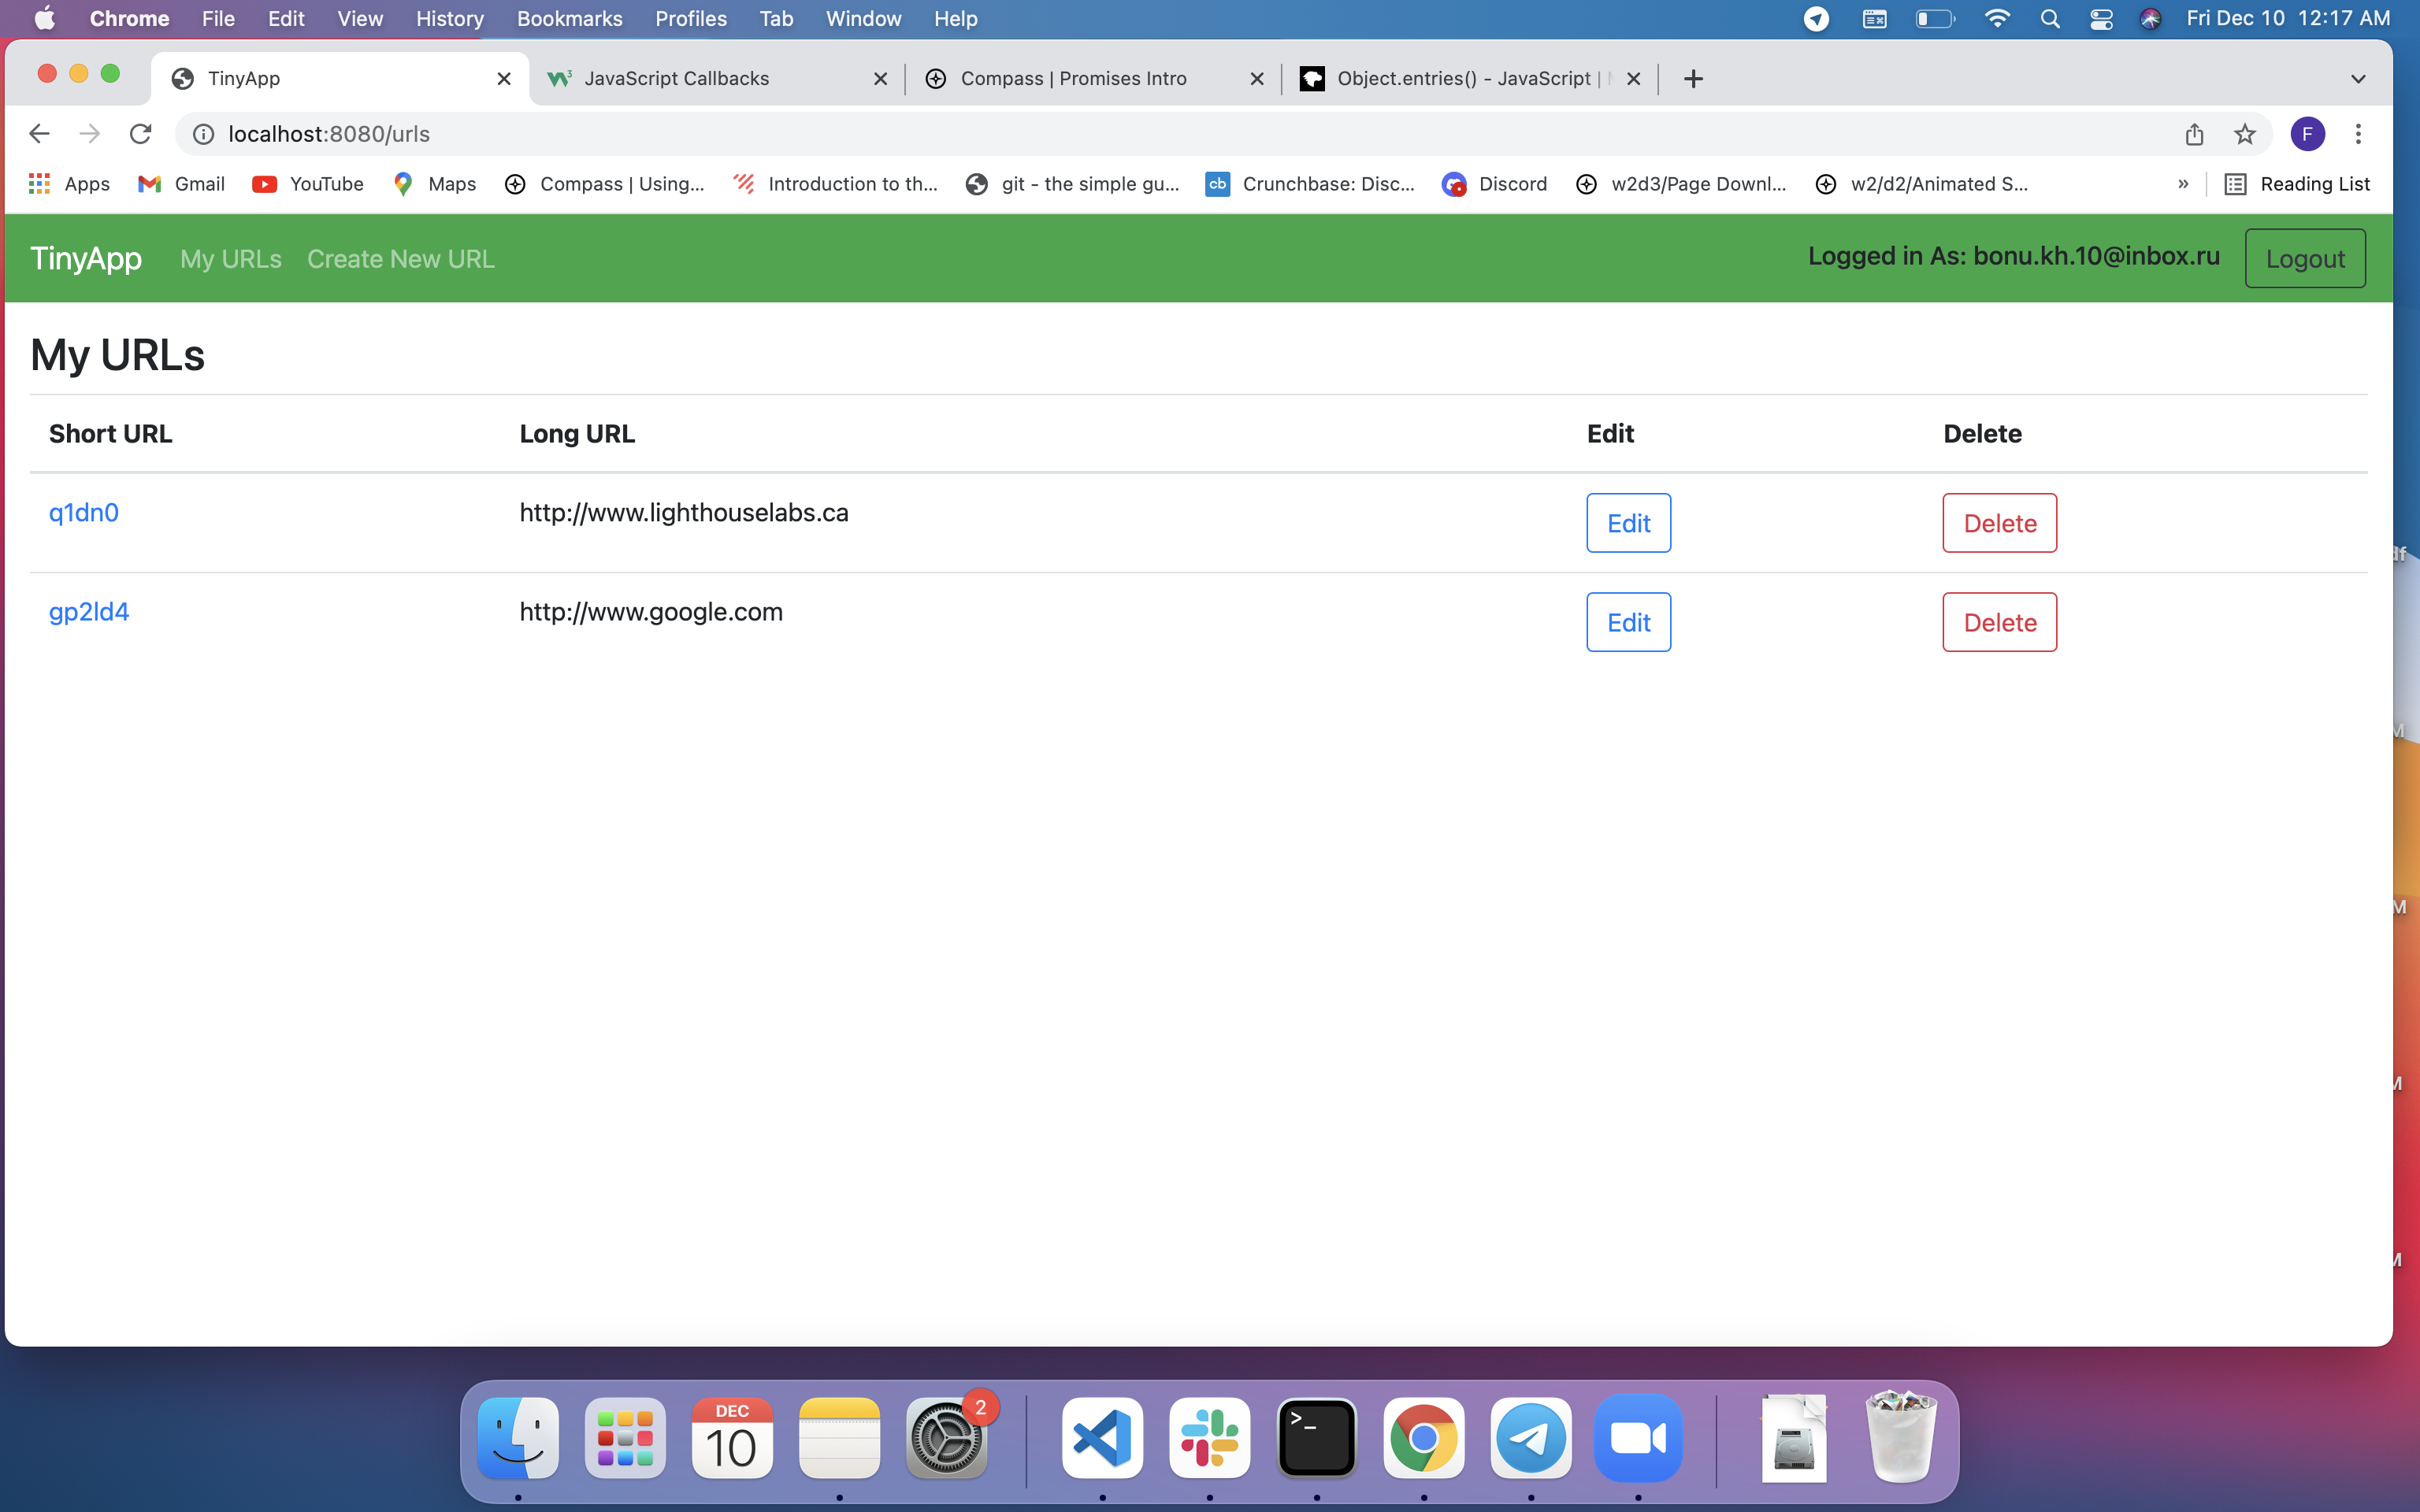 Chrome File Edit View History Bookmarks Profiles Tab Window Help Fri Dec 10 12:17 AM
TinyApp JavaScript Callbacks Compass | Promises Intro Object.entries() - JavaScript |
localhost:8080/urls F
Apps Gmail YouTube Maps Compass | Using... Introduction to th... git - the simple gu... cb Crunchbase: Disc... Discord w2d3/Page Downl... w2/d2/Animated S... » Reading List
TinyApp My URLs Create New URL Logged in As: bonu.kh.10@inbox.ru Logout
My URLs
Short URL Long URL Edit Delete
q1dn0 http://www.lighthouselabs.ca Edit Delete
gp2ld4 http://www.google.com Edit Delete
df
M
M
M
M
DEC
10
2
>_